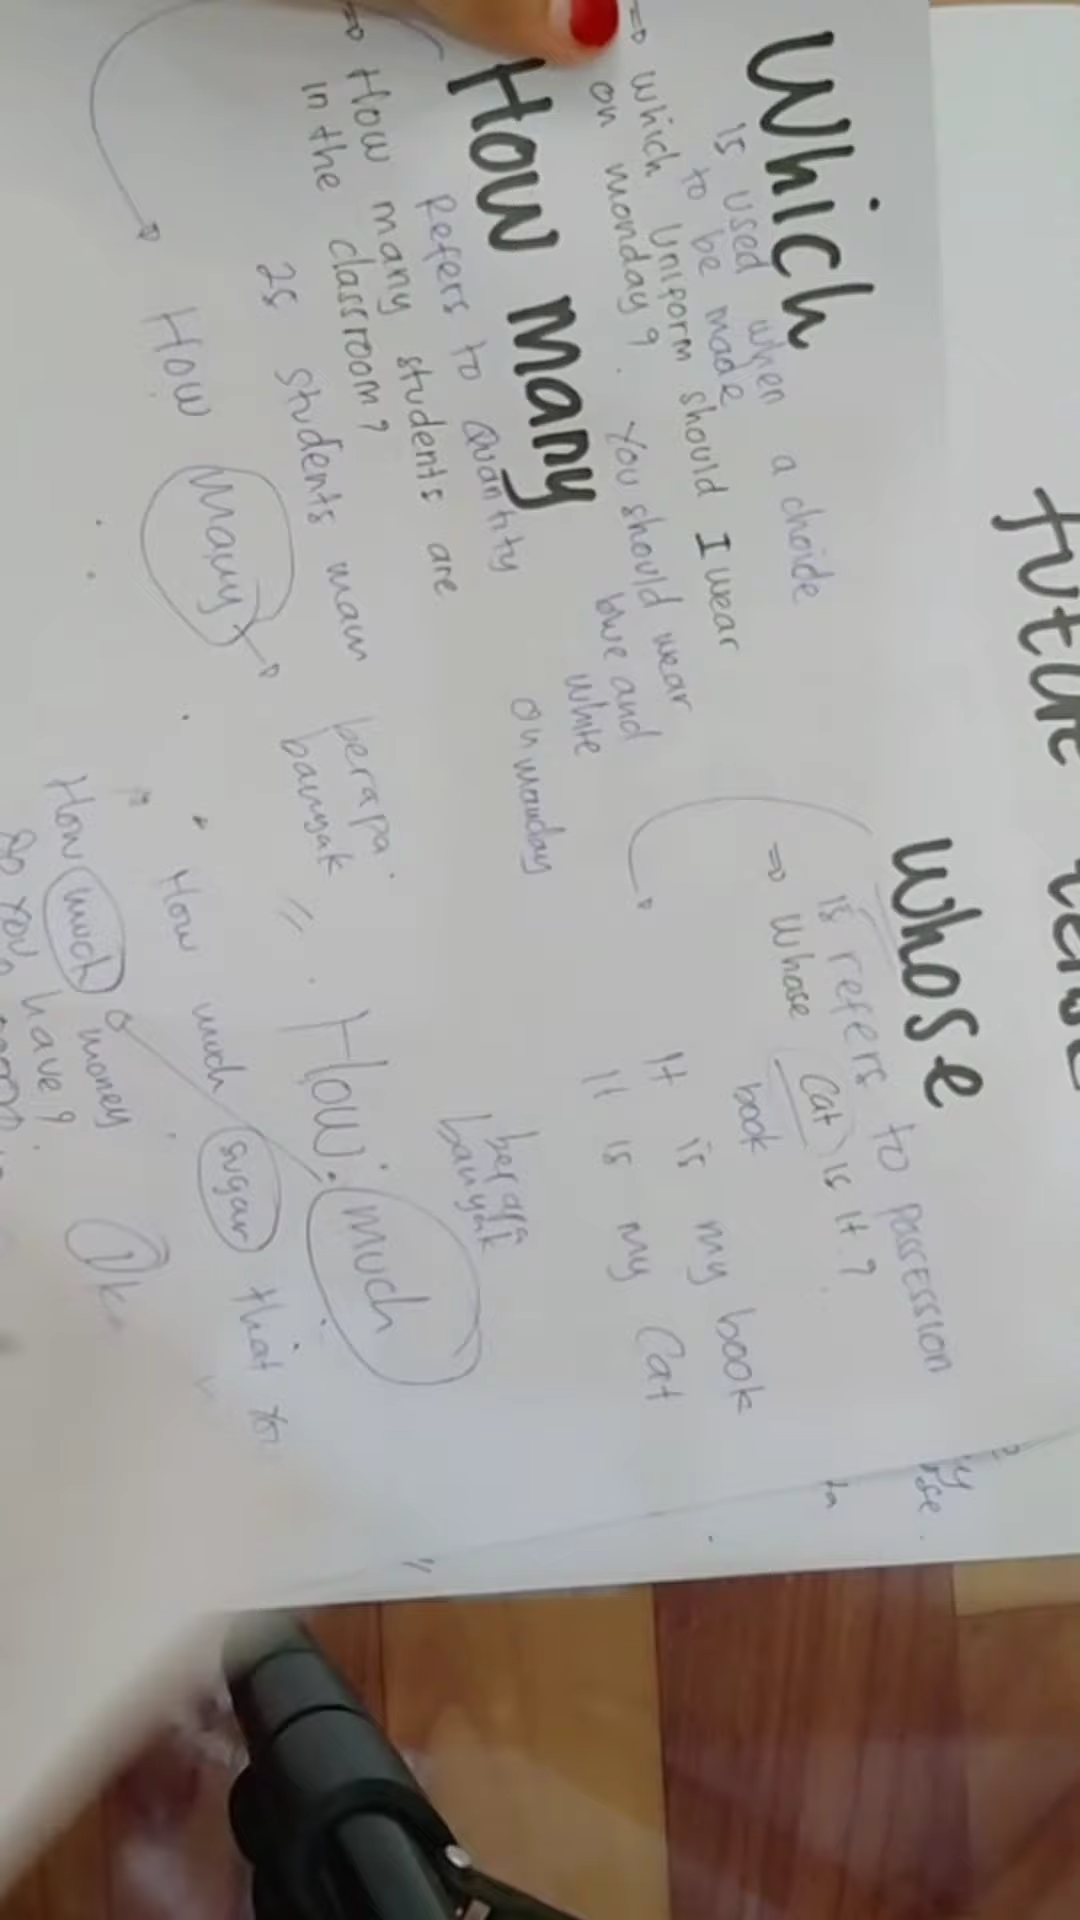 future tense
Which
is used when a choide
to be made
=> which uniform should I wear
on monday?
You should wear
blue and
white
on monday
whose
is refers to possession
=> whose cat is it?
book
It is my book
It is my cat
How many
Refers to Quantity
=> How many students are
in the classroom?
25 students
How many
berapa
banyak
How much
berapa
banyak
How much sugar that
How much money
do you have?